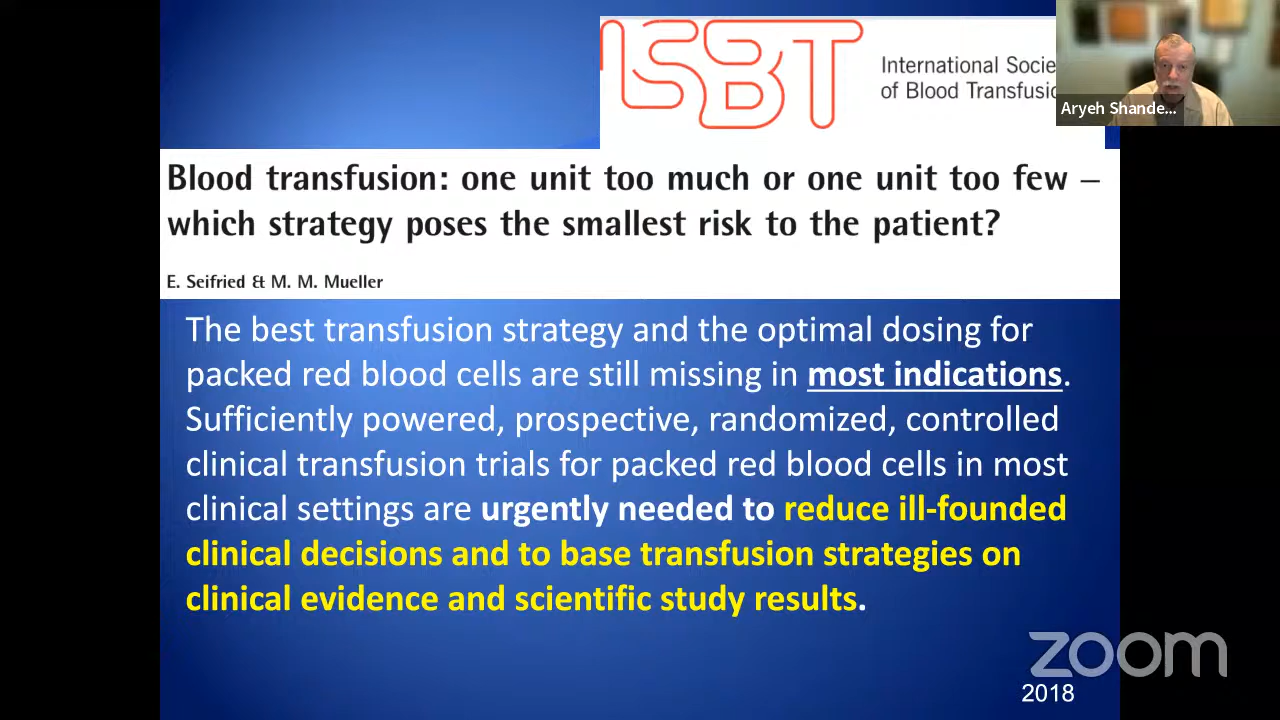 ISBT
International Socie
of Blood Transfusio
Aryeh Shande...
Blood transfusion: one unit too much or one unit too few –
which strategy poses the smallest risk to the patient?
E. Seifried & M. M. Mueller
The best transfusion strategy and the optimal dosing for
packed red blood cells are still missing in most indications.
Sufficiently powered, prospective, randomized, controlled
clinical transfusion trials for packed red blood cells in most
clinical settings are urgently needed to reduce ill-founded
clinical decisions and to base transfusion strategies on
clinical evidence and scientific study results.
zoom
2018